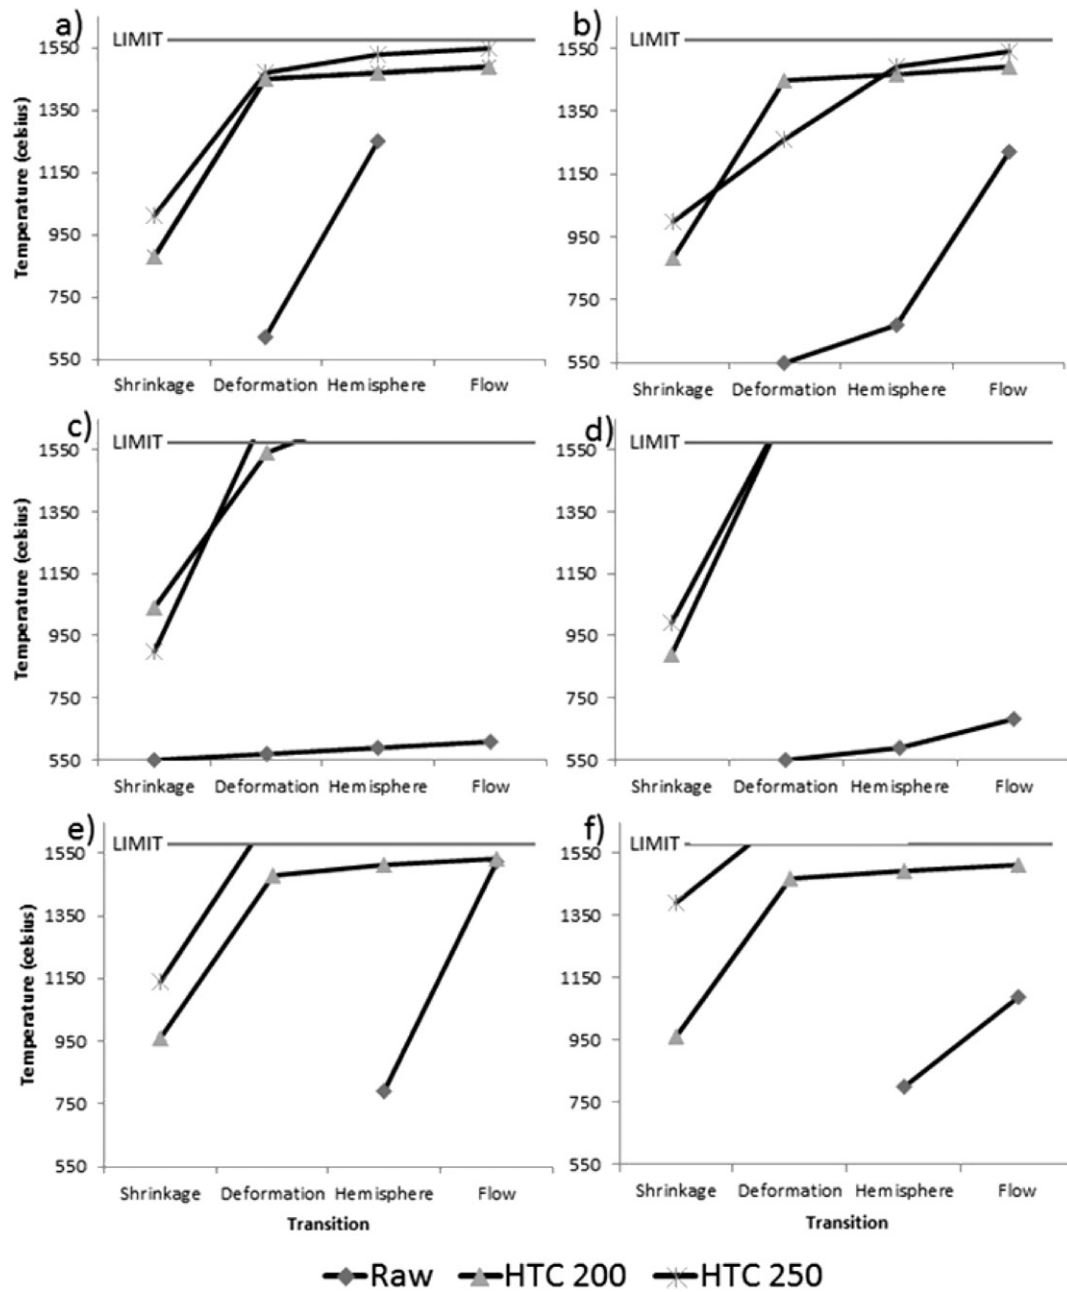 a)
LIMIT
1550
1350
1150
950
750
550
Temperature (celsius)
Shrinkage Deformation Hemisphere Flow
b)
LIMIT
1550
1350
1150
950
750
550
Shrinkage Deformation Hemisphere Flow
c)
LIMIT
1550
1350
1150
950
750
550
Temperature (celsius)
Shrinkage Deformation Hemisphere Flow
d)
LIMIT
1550
1350
1150
950
750
550
Shrinkage Deformation Hemisphere Flow
e)
LIMIT
1550
1350
1150
950
750
550
Temperature (celsius)
Shrinkage Deformation Hemisphere Flow
Transition
f)
LIMIT
1550
1350
1150
950
750
550
Shrinkage Deformation Hemisphere Flow
Transition
Raw HTC 200 HTC 250